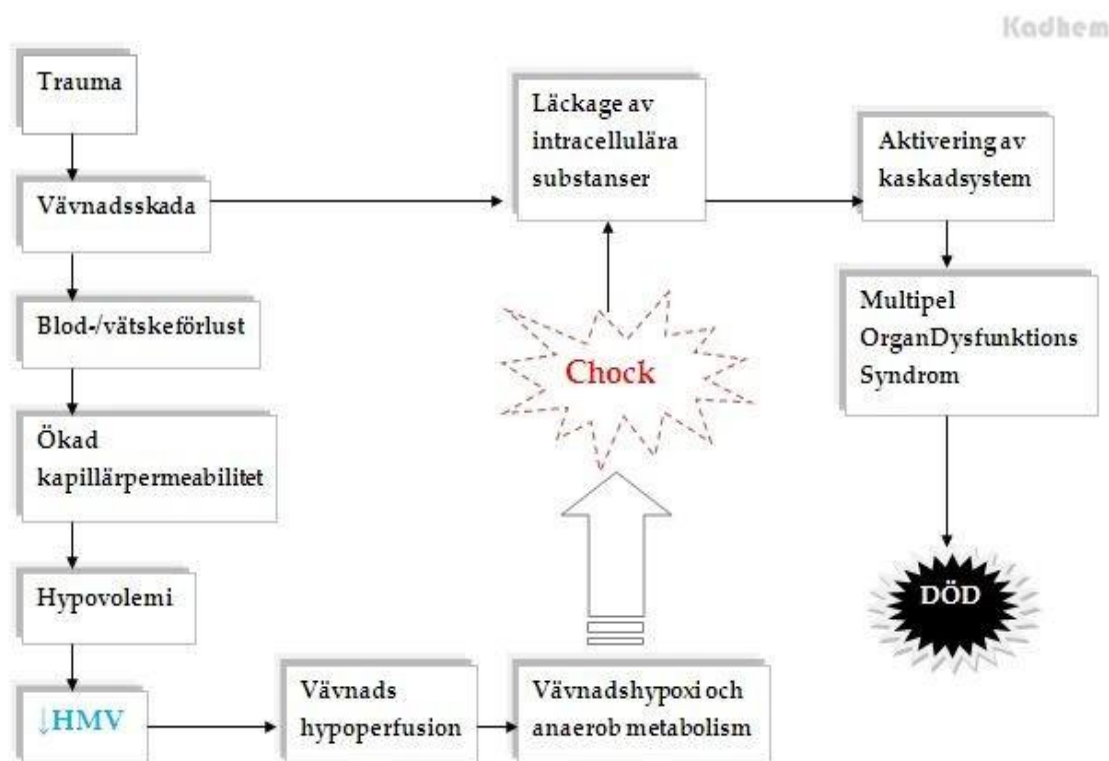 Kadhem
Trauma
Vävnadsskada
Blod-/vätskeförlust
Ökad
kapillärpermeabilitet
Hypovolemi
↓HMV
Vävnads
hypoperfusion
Vävnadshypoxi och
anaerob metabolism
Chock
Läckage av
intracellulära
substanser
Aktivering av
kaskadsystem
Multipel
OrganDysfunktions
Syndrom
DÖD